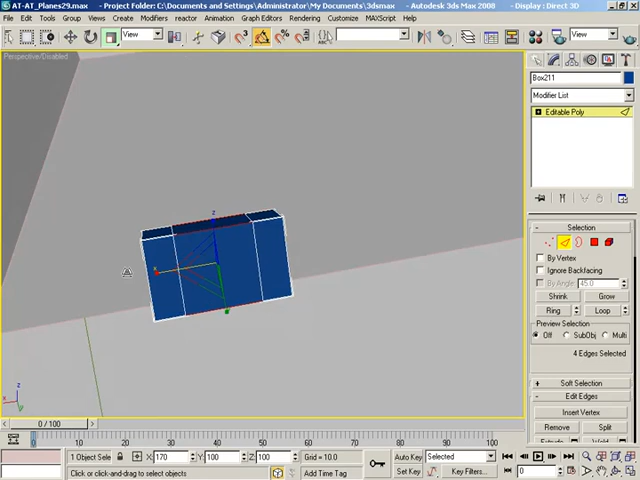 AT-AT_Planes29.max - Project Folder: C:\Documents and Settings\Administrator\My Documents\3dsmax - Autodesk 3ds Max 2008 - Display : Direct 3D
File Edit Tools Group Views Create Modifiers reactor Animation Graph Editors Rendering Customize MAXScript Help
View View
Perspective/Disabled
Box211
Modifier List
Editable Poly
Selection
By Vertex
Ignore Backfacing
By Angle: 45.0
Shrink Grow
Ring Loop
Preview Selection
Off SubObj Multi
4 Edges Selected
Soft Selection
Edit Edges
Insert Vertex
Remove Split
z
z
x
y
0 / 100
0 10 20 30 40 50 60 70 80 90 100
1 Object Sele X: 170 Y: 100 Z: 100 Grid = 10.0 Auto Key Selected
Click or click-and-drag to select objects Add Time Tag Set Key Key Filters... 0